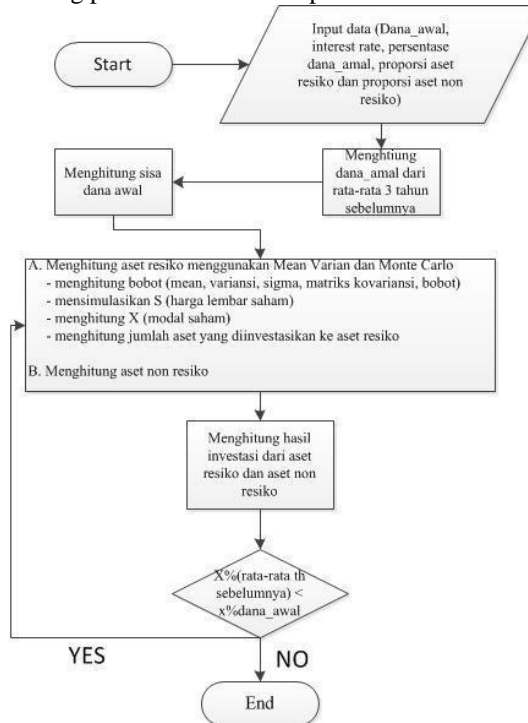 Start
Input data (Dana_awal,
interest rate, persentase
dana_amal, proporsi aset
resiko dan proporsi aset non
resiko)
Menghtiung
dana_amal dari
rata-rata 3 tahun
sebelumnya
Menghitung sisa
dana awal
A. Menghitung aset resiko menggunakan Mean Varian dan Monte Carlo
- menghitung bobot (mean, variansi, sigma, matriks kovariansi, bobot)
- mensimulasikan S (harga lembar saham)
- menghitung X (modal saham)
- menghitung jumlah aset yang diinvestasikan ke aset resiko
B. Menghitung aset non resiko
Menghitung hasil
investasi dari aset
resiko dan aset non
resiko
X%(rata-rata th
sebelumnya) <
x%dana_awal
YES
NO
End